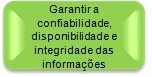 Garantir a
confiabilidade,
disponibilidade e
integridade das
informações